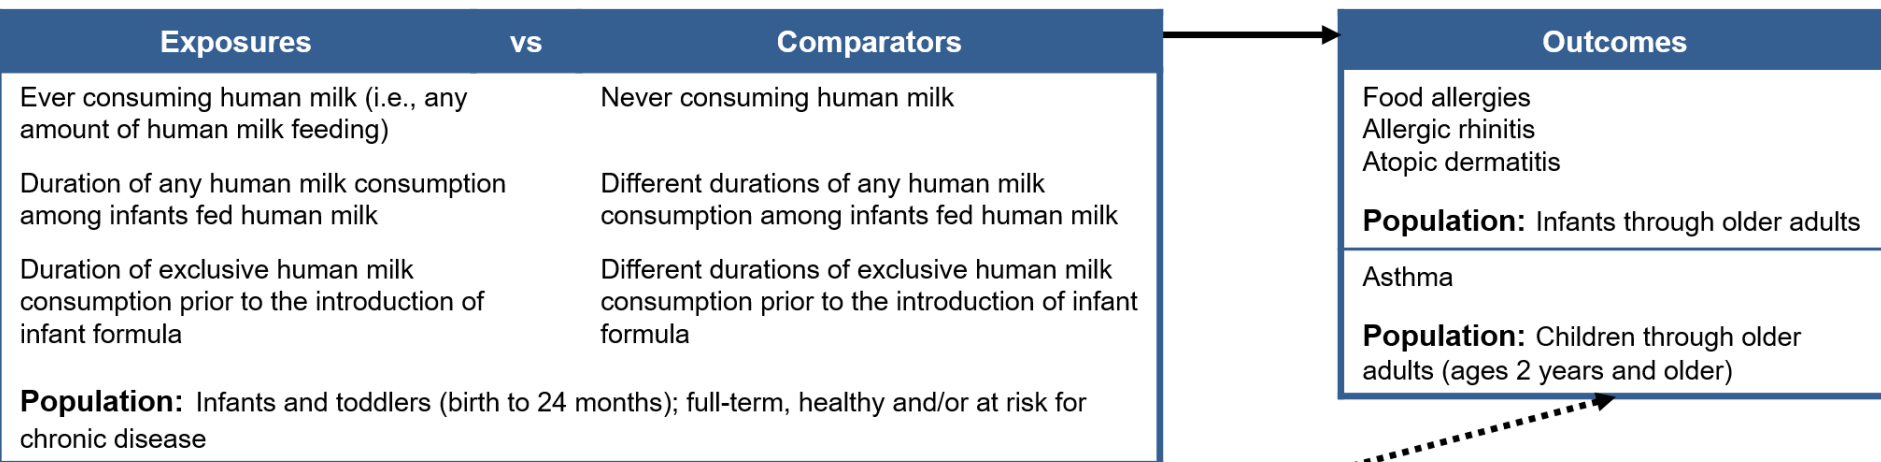 Exposures vs Comparators
Ever consuming human milk (i.e., any
amount of human milk feeding)
Never consuming human milk
Duration of any human milk consumption
among infants fed human milk
Different durations of any human milk
consumption among infants fed human milk
Duration of exclusive human milk
consumption prior to the introduction of
infant formula
Different durations of exclusive human milk
consumption prior to the introduction of infant
formula
Population: Infants and toddlers (birth to 24 months); full-term, healthy and/or at risk for
chronic disease
Outcomes
Food allergies
Allergic rhinitis
Atopic dermatitis
Population: Infants through older adults
Asthma
Population: Children through older
adults (ages 2 years and older)